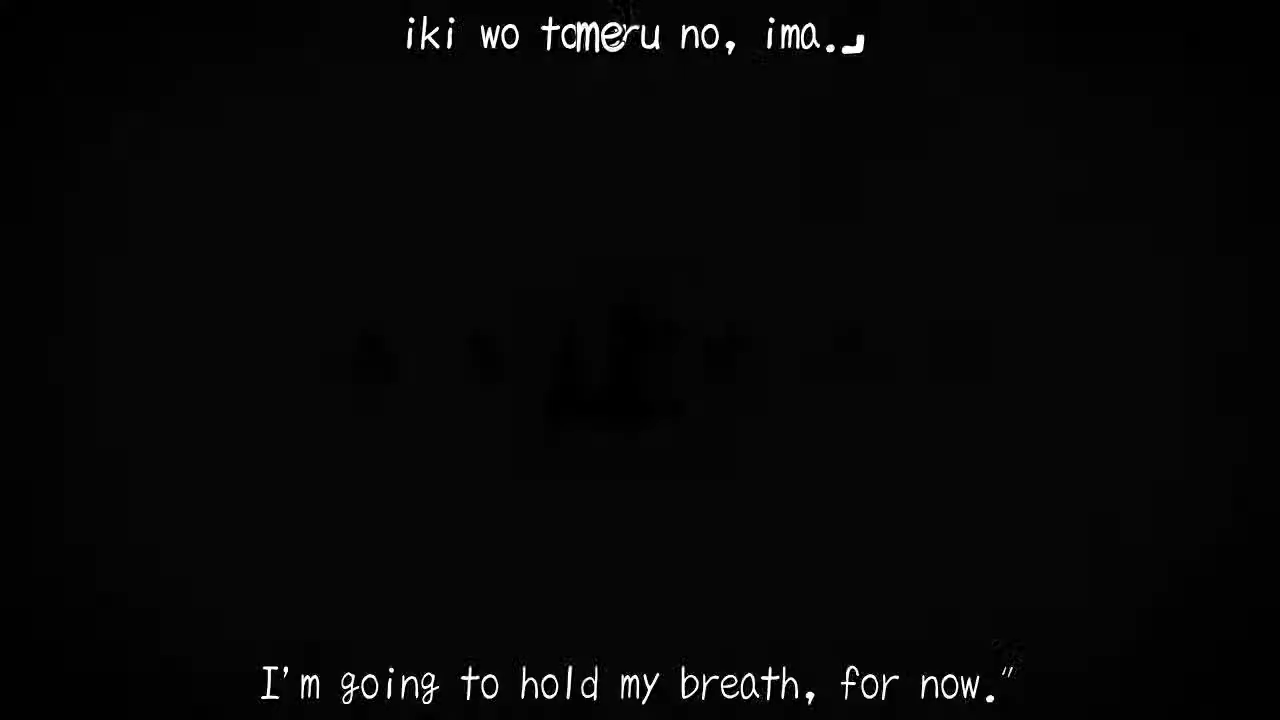 iki wo tomeru no, ima.」
I'm going to hold my breath, for now."